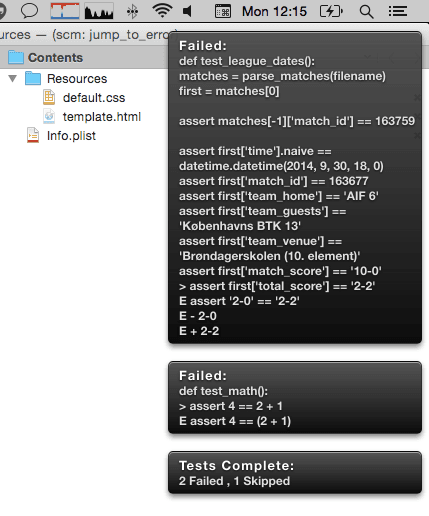 Mon 12:15
urces — (scm: jump_to_erro
Contents
Resources
default.css
template.html
Info.plist
Failed:
def test_league_dates():
matches = parse_matches(filename)
first = matches[0]
assert matches[-1]['match_id'] == 163759
assert first['time'].naive ==
datetime.datetime(2014, 9, 30, 18, 0)
assert first['match_id'] == 163677
assert first['team_home'] == 'AIF 6'
assert first['team_guests'] ==
'Københavns BTK 13'
assert first['team_venue'] ==
'Brøndagerskolen (10. element)'
assert first['match_score'] == '10-0'
> assert first['total_score'] == '2-2'
E assert '2-0' == '2-2'
E - 2-0
E + 2-2
Failed:
def test_math():
> assert 4 == 2 + 1
E assert 4 == (2 + 1)
Tests Complete:
2 Failed , 1 Skipped